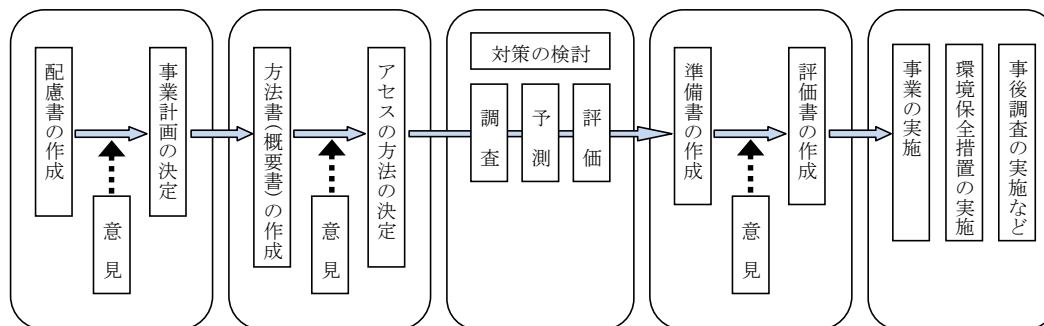 配慮書の作成
意見
事業計画の決定
方法書(概要書)の作成
意見
アセスの方法の決定
対策の検討
調査
予測
評価
準備書の作成
意見
評価書の作成
事業の実施
環境保全措置の実施
事後調査の実施など